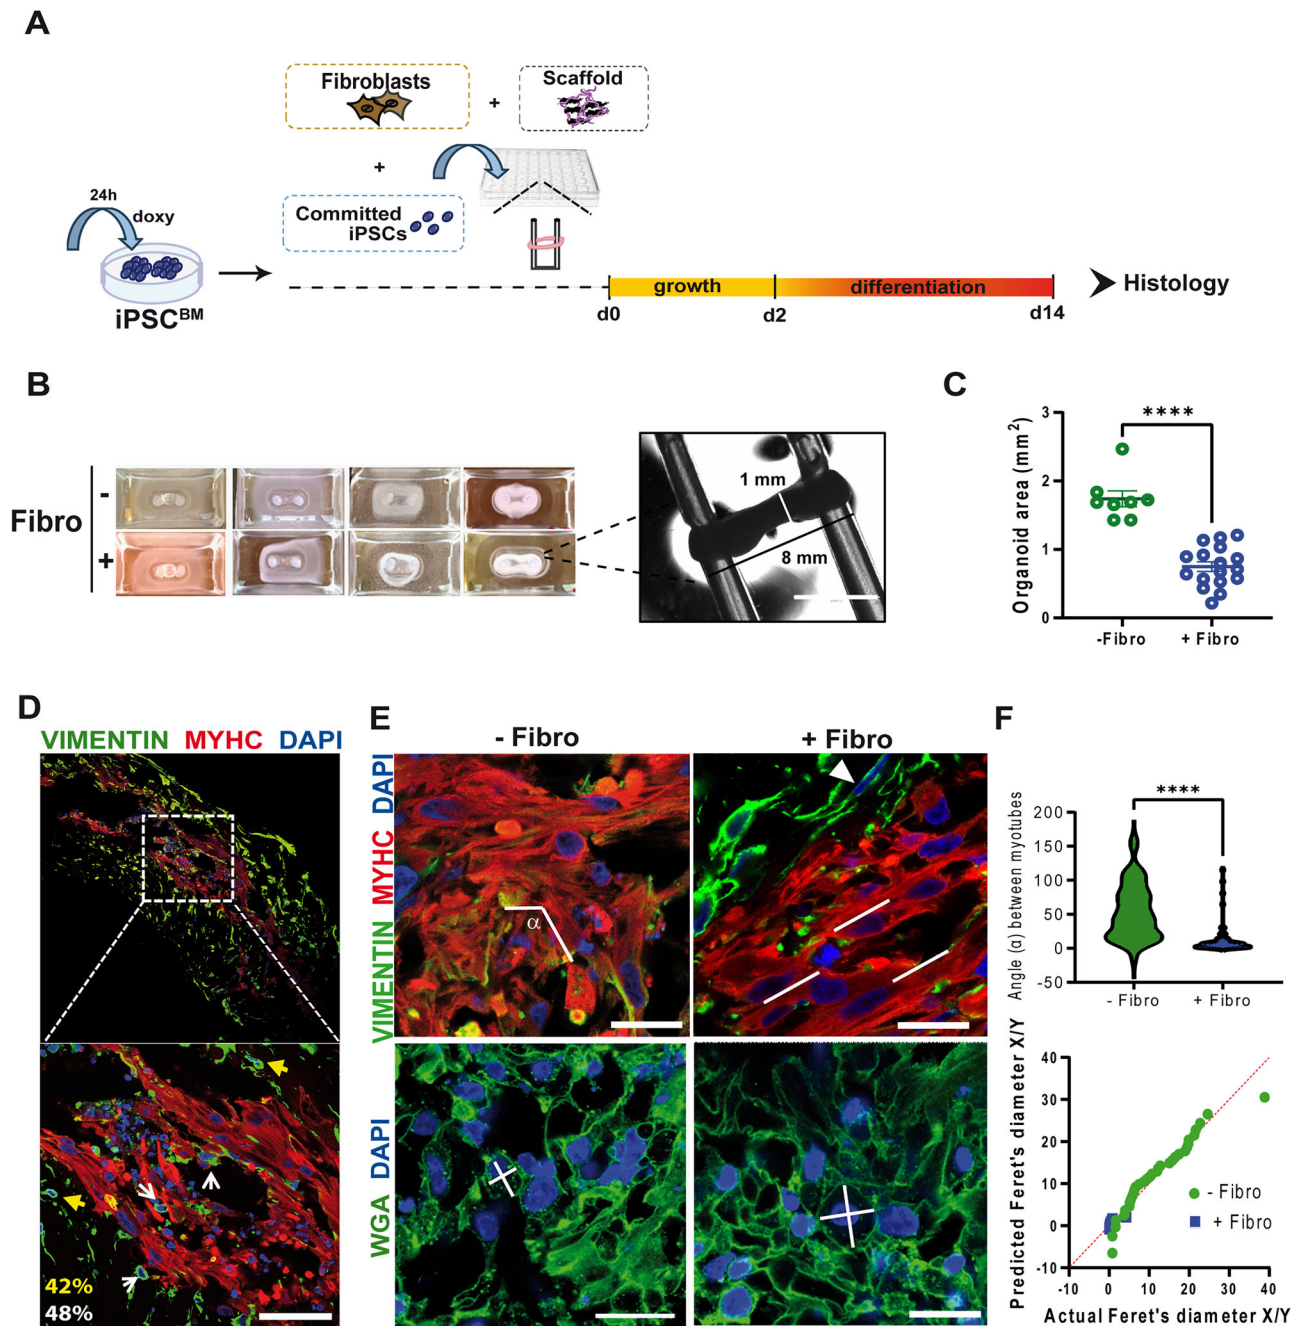 A
Fibroblasts
+
Scaffold
+
24h
doxy
Committed
iPSCs
iPSC^BM
growth
differentiation
Histology
d0
d2
d14
B
Fibro
-
+
1 mm
8 mm
C
Organoid area (mm²)
****
3
2
1
0
-Fibro
+ Fibro
D
VIMENTIN MYHC DAPI
42%
48%
E
- Fibro
+ Fibro
VIMENTIN MYHC DAPI
α
WGA DAPI
F
Angle (α) between myotubes
****
200
150
100
50
0
-50
- Fibro
+ Fibro
Predicted Feret's diameter X/Y
40
30
20
10
0
-10
- Fibro
+ Fibro
-10 0 10 20 30 40
Actual Feret's diameter X/Y